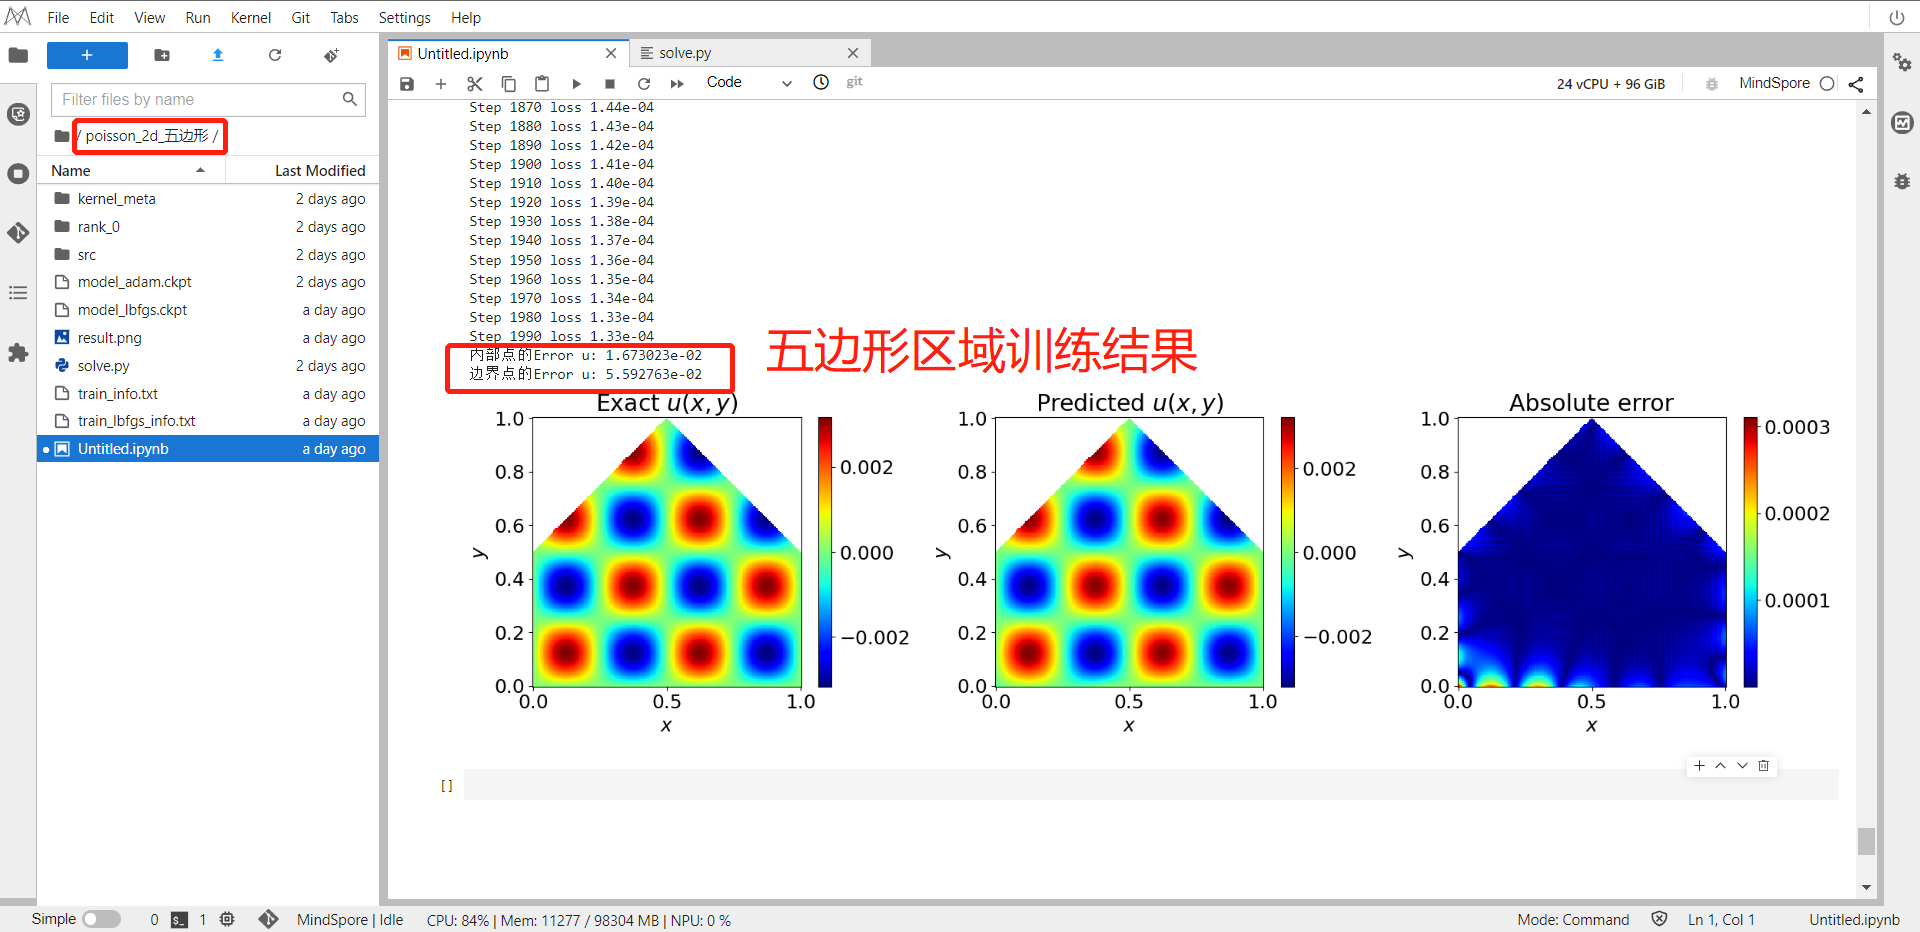 File Edit View Run Kernel Git Tabs Settings Help
+
Filter files by name
/ poisson_2d_五边形 /
Name Last Modified
kernel_meta 2 days ago
rank_0 2 days ago
src 2 days ago
model_adam.ckpt 2 days ago
model_lbfgs.ckpt a day ago
result.png a day ago
solve.py 2 days ago
train_info.txt a day ago
train_lbfgs_info.txt a day ago
Untitled.ipynb a day ago
Untitled.ipynb solve.py
Code git 24 vCPU + 96 GiB MindSpore
Step 1870 loss 1.44e-04
Step 1880 loss 1.43e-04
Step 1890 loss 1.42e-04
Step 1900 loss 1.41e-04
Step 1910 loss 1.40e-04
Step 1920 loss 1.39e-04
Step 1930 loss 1.38e-04
Step 1940 loss 1.37e-04
Step 1950 loss 1.36e-04
Step 1960 loss 1.35e-04
Step 1970 loss 1.34e-04
Step 1980 loss 1.33e-04
Step 1990 loss 1.33e-04
内部点的Error u: 1.673023e-02
边界点的Error u: 5.592763e-02
五边形区域训练结果
Exact u(x, y)
1.0
0.8
0.6
0.4
0.2
0.0
0.0 0.5 1.0
x
y
0.002
0.000
−0.002
Predicted u(x, y)
1.0
0.8
0.6
0.4
0.2
0.0
0.0 0.5 1.0
x
y
0.002
0.000
−0.002
Absolute error
1.0
0.8
0.6
0.4
0.2
0.0
0.0 0.5 1.0
x
y
0.0003
0.0002
0.0001
[ ]
Simple 0 1 MindSpore | Idle CPU: 84% | Mem: 11277 / 98304 MB | NPU: 0 % Mode: Command Ln 1, Col 1 Untitled.ipynb